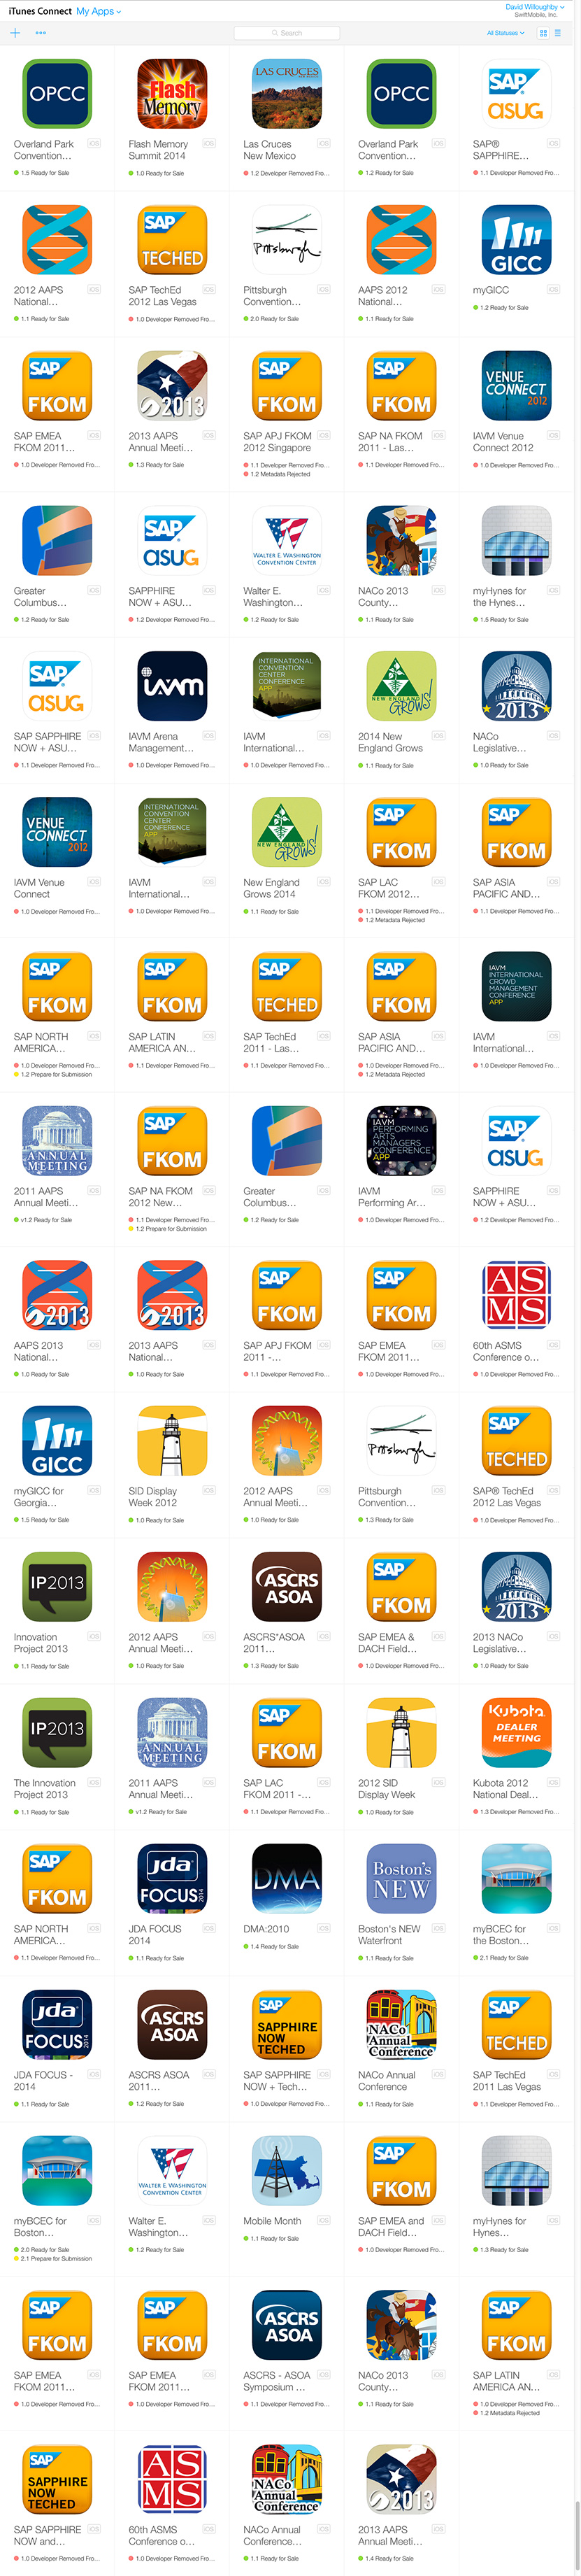 iTunes Connect My Apps
David Willoughby
SwiftMobile, Inc.
Search
All Statuses
OPCC
Overland Park
Convention...
iOS
1.5 Ready for Sale
Flash
Memory
Flash Memory
Summit 2014
iOS
1.0 Ready for Sale
LAS CRUCES
Las Cruces
New Mexico
iOS
1.2 Developer Removed Fro...
OPCC
Overland Park
Convention...
iOS
1.2 Ready for Sale
SAP
asug
SAP®
SAPPHIRE...
iOS
1.1 Developer Removed Fro...
2012 AAPS
National...
iOS
1.1 Ready for Sale
SAP
TECHED
SAP TechEd
2012 Las Vegas
iOS
1.0 Developer Removed Fro...
Pittsburgh
Pittsburgh
Convention...
iOS
2.0 Ready for Sale
AAPS 2012
National...
iOS
1.1 Ready for Sale
GICC
myGICC
iOS
1.2 Ready for Sale
SAP
FKOM
SAP EMEA
FKOM 2011...
iOS
1.0 Developer Removed Fro...
2013
2013 AAPS
Annual Meeti...
iOS
1.3 Ready for Sale
SAP
FKOM
SAP APJ FKOM
2012 Singapore
iOS
1.1 Developer Removed Fro...
1.2 Metadata Rejected
SAP
FKOM
SAP NA FKOM
2011 - Las...
iOS
1.1 Developer Removed Fro...
VENUE
CONNECT
2012
IAVM Venue
Connect 2012
iOS
1.0 Developer Removed Fro...
Greater
Columbus...
iOS
1.2 Ready for Sale
SAP
asug
SAPPHIRE
NOW + ASU...
iOS
1.2 Developer Removed Fro...
WALTER E WASHINGTON
CONVENTION CENTER
Walter E.
Washington...
iOS
1.2 Ready for Sale
NACo 2013
County...
iOS
1.1 Ready for Sale
myHynes for
the Hynes...
iOS
1.5 Ready for Sale
SAP
asug
SAP SAPPHIRE
NOW + ASU...
iOS
1.1 Developer Removed Fro...
iavm
IAVM Arena
Management...
iOS
1.0 Developer Removed Fro...
INTERNATIONAL
CONVENTION
CENTER
CONFERENCE
APP
IAVM
International...
iOS
1.0 Developer Removed Fro...
NEW ENGLAND
GROWS!
2014 New
England Grows
iOS
1.1 Ready for Sale
2013
NACo
Legislative...
iOS
1.0 Ready for Sale
VENUE
CONNECT
2012
IAVM Venue
Connect
iOS
1.0 Developer Removed Fro...
INTERNATIONAL
CONVENTION
CENTER
CONFERENCE
APP
IAVM
International...
iOS
1.0 Developer Removed Fro...
NEW ENGLAND
GROWS!
New England
Grows 2014
iOS
1.1 Ready for Sale
SAP
FKOM
SAP LAC
FKOM 2012...
iOS
1.1 Developer Removed Fro...
1.2 Metadata Rejected
SAP
FKOM
SAP ASIA
PACIFIC AND...
iOS
1.1 Developer Removed Fro...
SAP
FKOM
SAP NORTH
AMERICA...
iOS
1.0 Developer Removed Fro...
1.2 Prepare for Submission
SAP
FKOM
SAP LATIN
AMERICA AN...
iOS
1.1 Developer Removed Fro...
SAP
TECHED
SAP TechEd
2011 - Las...
iOS
1.1 Developer Removed Fro...
SAP
FKOM
SAP ASIA
PACIFIC AND...
iOS
1.0 Developer Removed Fro...
1.2 Metadata Rejected
IAVM
INTERNATIONAL
CROWD
MANAGEMENT
CONFERENCE
APP
IAVM
International...
iOS
1.0 Developer Removed Fro...
ANNUAL
MEETING
2011 AAPS
Annual Meeti...
iOS
v1.2 Ready for Sale
SAP
FKOM
SAP NA FKOM
2012 New...
iOS
1.1 Developer Removed Fro...
1.2 Prepare for Submission
Greater
Columbus...
iOS
1.2 Ready for Sale
IAVM
PERFORMING
ARTS
MANAGERS
CONFERENCE
APP
IAVM
Performing Ar...
iOS
1.0 Developer Removed Fro...
SAP
asug
SAPPHIRE
NOW + ASU...
iOS
1.2 Developer Removed Fro...
2013
AAPS 2013
National...
iOS
1.0 Ready for Sale
2013
2013 AAPS
National...
iOS
1.0 Ready for Sale
SAP
FKOM
SAP APJ FKOM
2011 -...
iOS
1.1 Developer Removed Fro...
SAP
FKOM
SAP EMEA
FKOM 2011...
iOS
1.0 Developer Removed Fro...
AS
MS
60th ASMS
Conference o...
iOS
1.0 Developer Removed Fro...
GICC
myGICC for
Georgia...
iOS
1.5 Ready for Sale
SID Display
Week 2012
iOS
1.0 Ready for Sale
2012 AAPS
Annual Meeti...
iOS
1.0 Ready for Sale
Pittsburgh
Pittsburgh
Convention...
iOS
1.3 Ready for Sale
SAP
TECHED
SAP® TechEd
2012 Las Vegas
iOS
1.0 Developer Removed Fro...
IP2013
Innovation
Project 2013
iOS
1.1 Ready for Sale
2012 AAPS
Annual Meeti...
iOS
1.0 Ready for Sale
ASCRS
ASOA
ASCRS*ASOA
2011...
iOS
1.3 Ready for Sale
SAP
FKOM
SAP EMEA &
DACH Field...
iOS
1.0 Developer Removed Fro...
2013
2013 NACo
Legislative...
iOS
1.0 Ready for Sale
IP2013
The Innovation
Project 2013
iOS
1.1 Ready for Sale
ANNUAL
MEETING
2011 AAPS
Annual Meeti...
iOS
v1.2 Ready for Sale
SAP
FKOM
SAP LAC
FKOM 2011 -...
iOS
1.1 Developer Removed Fro...
2012 SID
Display Week
iOS
1.0 Ready for Sale
Kubota
DEALER
MEETING
Kubota 2012
National Deal...
iOS
1.3 Developer Removed Fro...
SAP
FKOM
SAP NORTH
AMERICA...
iOS
1.1 Developer Removed Fro...
jda
FOCUS 2014
JDA FOCUS
2014
iOS
1.1 Ready for Sale
DMA
DMA:2010
iOS
1.4 Ready for Sale
Boston's
NEW
Boston's NEW
Waterfront
iOS
1.1 Ready for Sale
myBCEC for
the Boston...
iOS
2.1 Ready for Sale
jda
FOCUS 2014
JDA FOCUS -
2014
iOS
1.1 Ready for Sale
ASCRS
ASOA
ASCRS ASOA
2011...
iOS
1.2 Ready for Sale
SAP
SAPPHIRE
NOW
TECHED
SAP SAPPHIRE
NOW + Tech...
iOS
1.0 Developer Removed Fro...
NACo
Annual
Conference
NACo Annual
Conference
iOS
1.1 Ready for Sale
SAP
TECHED
SAP TechEd
2011 Las Vegas
iOS
1.1 Developer Removed Fro...
myBCEC for
Boston...
iOS
2.0 Ready for Sale
2.1 Prepare for Submission
WALTER E WASHINGTON
CONVENTION CENTER
Walter E.
Washington...
iOS
1.2 Ready for Sale
Mobile Month
iOS
1.1 Ready for Sale
SAP
FKOM
SAP EMEA and
DACH Field...
iOS
1.0 Developer Removed Fro...
myHynes for
Hynes...
iOS
1.3 Ready for Sale
SAP
FKOM
SAP EMEA
FKOM 2011...
iOS
1.0 Developer Removed Fro...
SAP
FKOM
SAP EMEA
FKOM 2011...
iOS
1.0 Developer Removed Fro...
ASCRS
ASOA
ASCRS - ASOA
Symposium ...
iOS
1.1 Developer Removed Fro...
NACo 2013
County...
iOS
1.1 Ready for Sale
SAP
FKOM
SAP LATIN
AMERICA AN...
iOS
1.0 Developer Removed Fro...
1.2 Metadata Rejected
SAP
SAPPHIRE
NOW
TECHED
SAP SAPPHIRE
NOW and...
iOS
1.0 Developer Removed Fro...
AS
MS
60th ASMS
Conference o...
iOS
1.0 Developer Removed Fro...
NACo
Annual
Conference
NACo Annual
Conference...
iOS
1.1 Ready for Sale
2013
2013 AAPS
Annual Meeti...
iOS
1.4 Ready for Sale